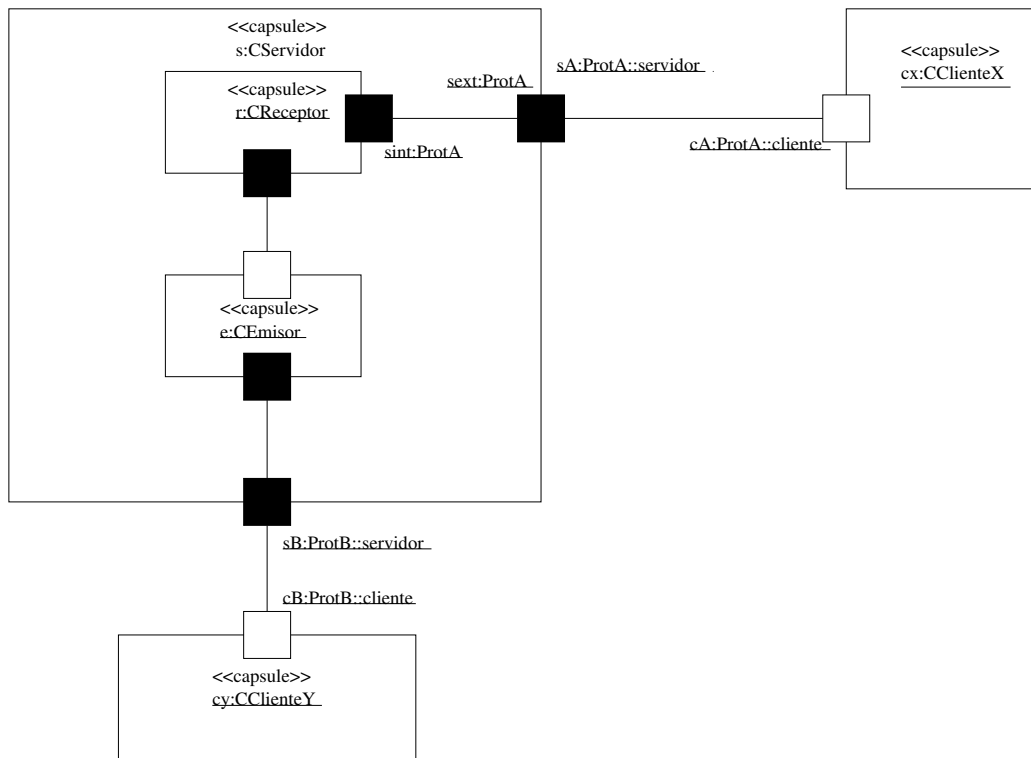 <<capsule>>
s:CServidor
<<capsule>>
r:CReceptor
sint:ProtA
sext:ProtA
sA:ProtA::servidor
cA:ProtA::cliente
<<capsule>>
cx:CClienteX
<<capsule>>
e:CEmisor
sB:ProtB::servidor
cB:ProtB::cliente
<<capsule>>
cy:CClienteY